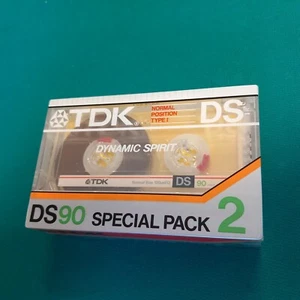 TDK
NORMAL
POSITION
TYPE I
DS
DYNAMIC SPIRIT
TDK
DS 90
DS90 SPECIAL PACK 2